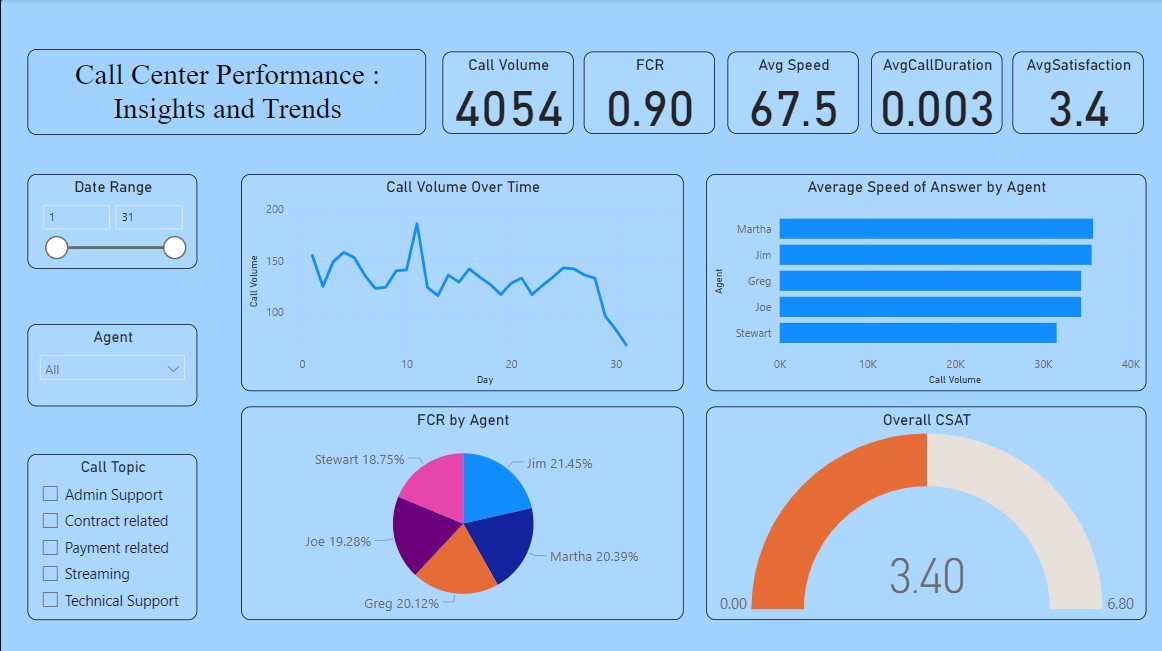 Call Center Performance :
Insights and Trends
Call Volume
4054
FCR
0.90
Avg Speed
67.5
AvgCallDuration
0.003
AvgSatisfaction
3.4
Date Range
1
31
Agent
All
Call Topic
Admin Support
Contract related
Payment related
Streaming
Technical Support
Call Volume Over Time
Call Volume
200
150
100
0 10 20 30
Day
Average Speed of Answer by Agent
Agent
Martha
Jim
Greg
Joe
Stewart
0K 10K 20K 30K 40K
Call Volume
FCR by Agent
Stewart 18.75%
Jim 21.45%
Joe 19.28%
Martha 20.39%
Greg 20.12%
Overall CSAT
3.40
0.00 6.80